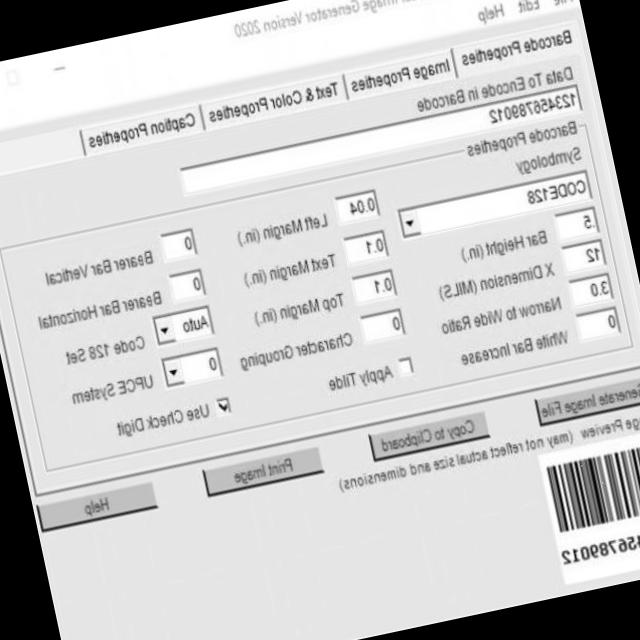 Image Generator Version 2020
Edit Help
Barcode Properties Image Properties Text & Color Properties Caption Properties
Data To Encode in Barcode
123456789012
Barcode Properties
Symbology
CODE128
Bar Height (in.) .5
X Dimension (MILS) 12
Narrow to Wide Ratio 3.0
White Bar Increase 0
Left Margin (in.) 0.04
Text Margin (in.) 0.1
Top Margin (in.) 0.1
Character Grouping 0
Apply Tilde
Bearer Bar Vertical 0
Bearer Bar Horizontal 0
Code 128 Set Auto
UPCE System 0
Use Check Digit
Generate Image File Copy to Clipboard Print Image Help
Preview (may not reflect actual size and dimensions)
456789012